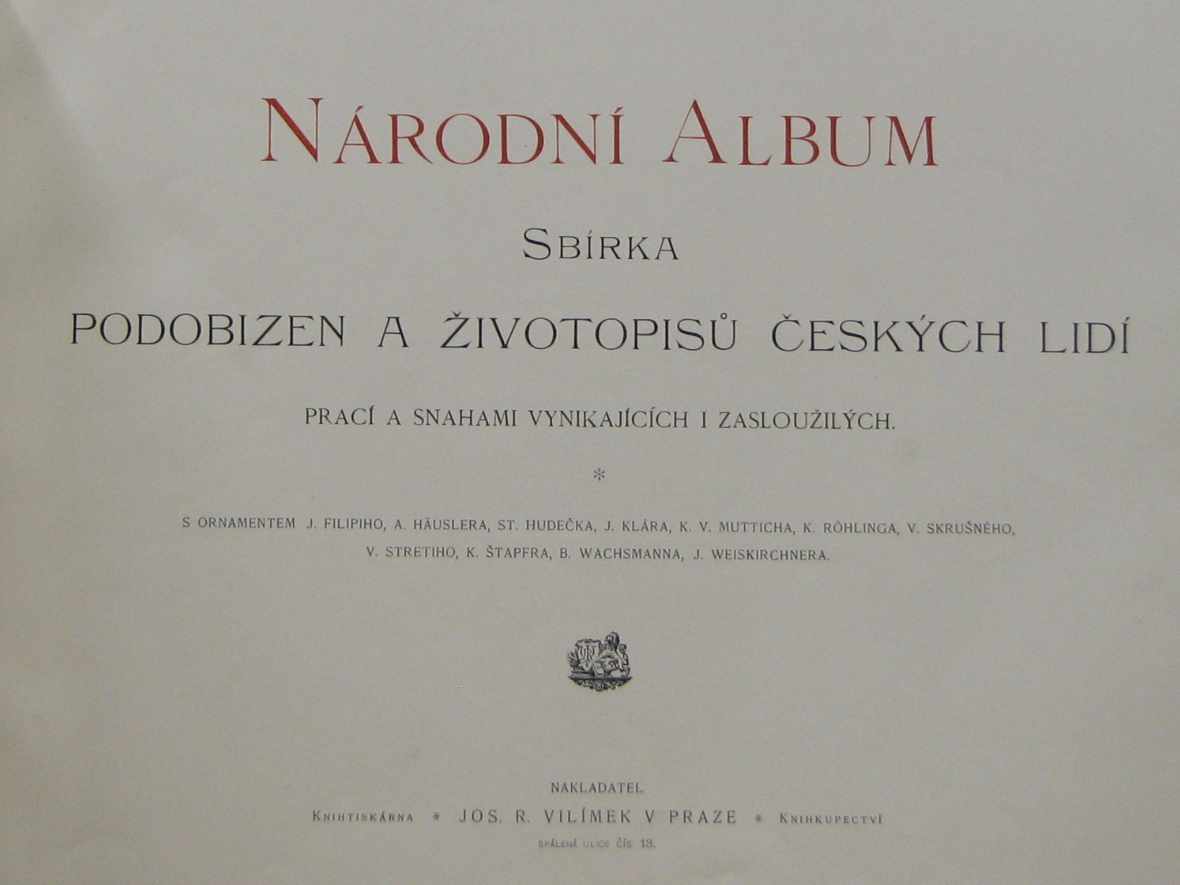 NÁRODNÍ ALBUM
SBÍRKA
PODOBIZEN A ŽIVOTOPISŮ ČESKÝCH LIDÍ
PRACÍ A SNAHAMI VYNIKAJÍCÍCH I ZASLOUŽILÝCH.
*
S ORNAMENTEM J. FILIPIHO, A. HÄUSLERA, ST. HUDEČKA, J. KLÁRA, K. V. MUTTICHA, K. RÖHLINGA, V. SKRUŠNÉHO,
V. STRETIHO, K. ŠTAPFRA, B. WACHSMANNA, J. WEISKIRCHNERA.
NAKLADATEL
KNIHTISKÁRNA * JOS. R. VILÍMEK V PRAZE * KNIHKUPECTVÍ
SPÁLENÁ ULICE ČÍS. 13.